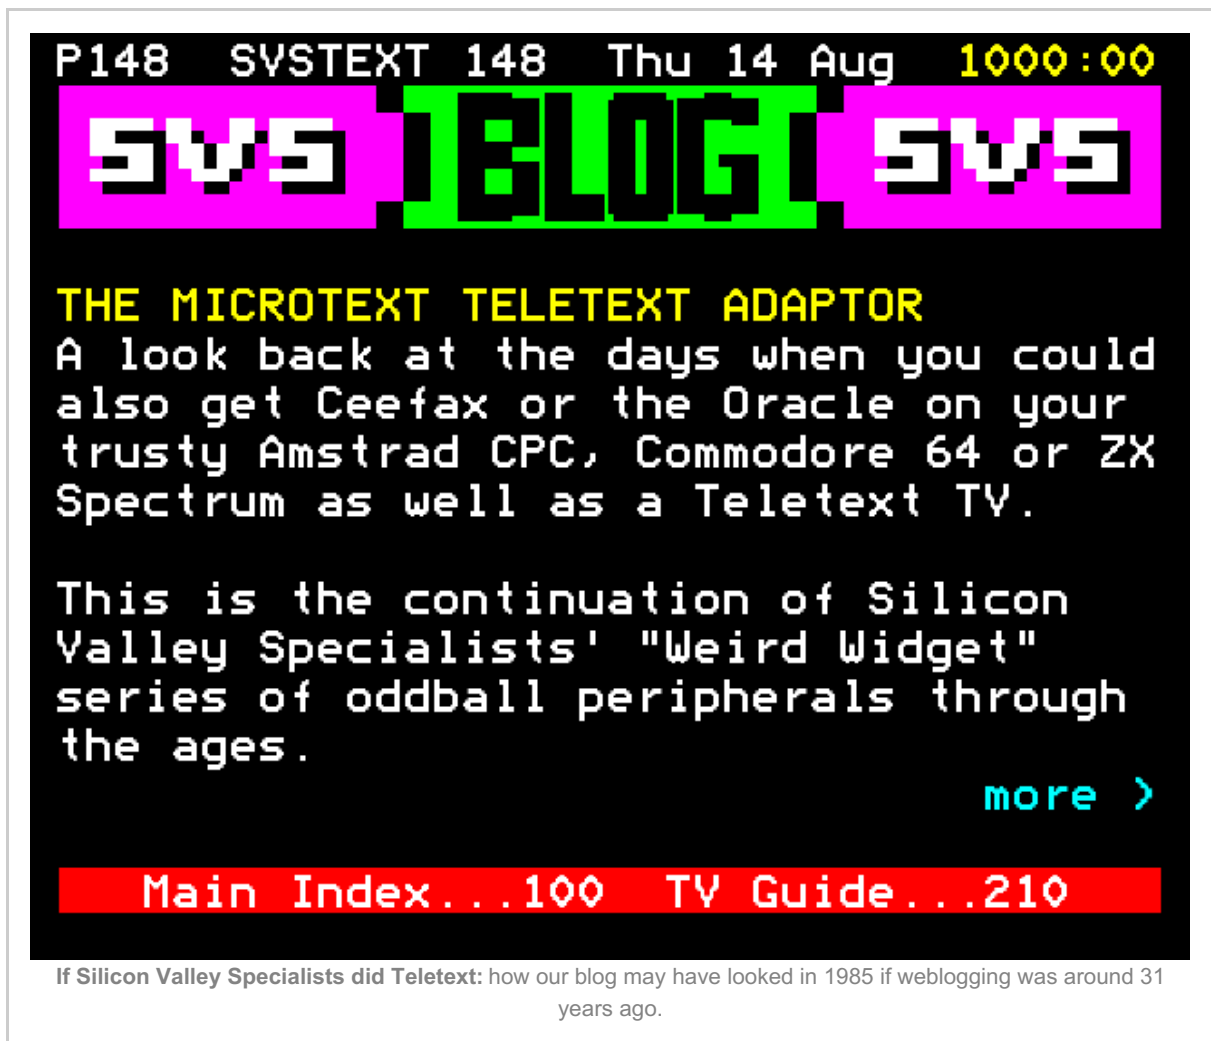 P148 SVSTEXT 148 Thu 14 Aug 1000:00
SVS BLOG SVS
THE MICROTEXT TELETEXT ADAPTOR
A look back at the days when you could
also get Ceefax or the Oracle on your
trusty Amstrad CPC, Commodore 64 or ZX
Spectrum as well as a Teletext TV.
This is the continuation of Silicon
Valley Specialists' "Weird Widget"
series of oddball peripherals through
the ages.
more >
Main Index...100 TV Guide...210
If Silicon Valley Specialists did Teletext: how our blog may have looked in 1985 if weblogging was around 31
years ago.